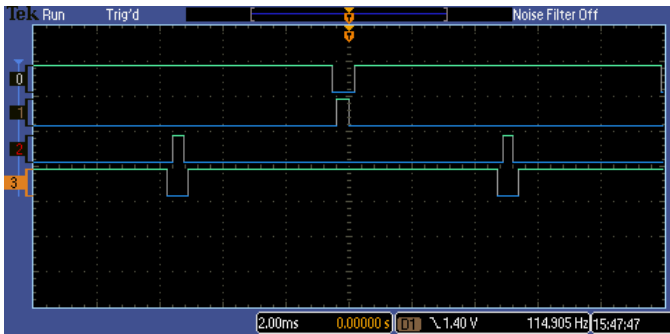 Tek Run Trig'd Noise Filter Off
0
1
2
3
2.00ms 0.00000 s D1 1.40 V 114.905 Hz 15:47:47